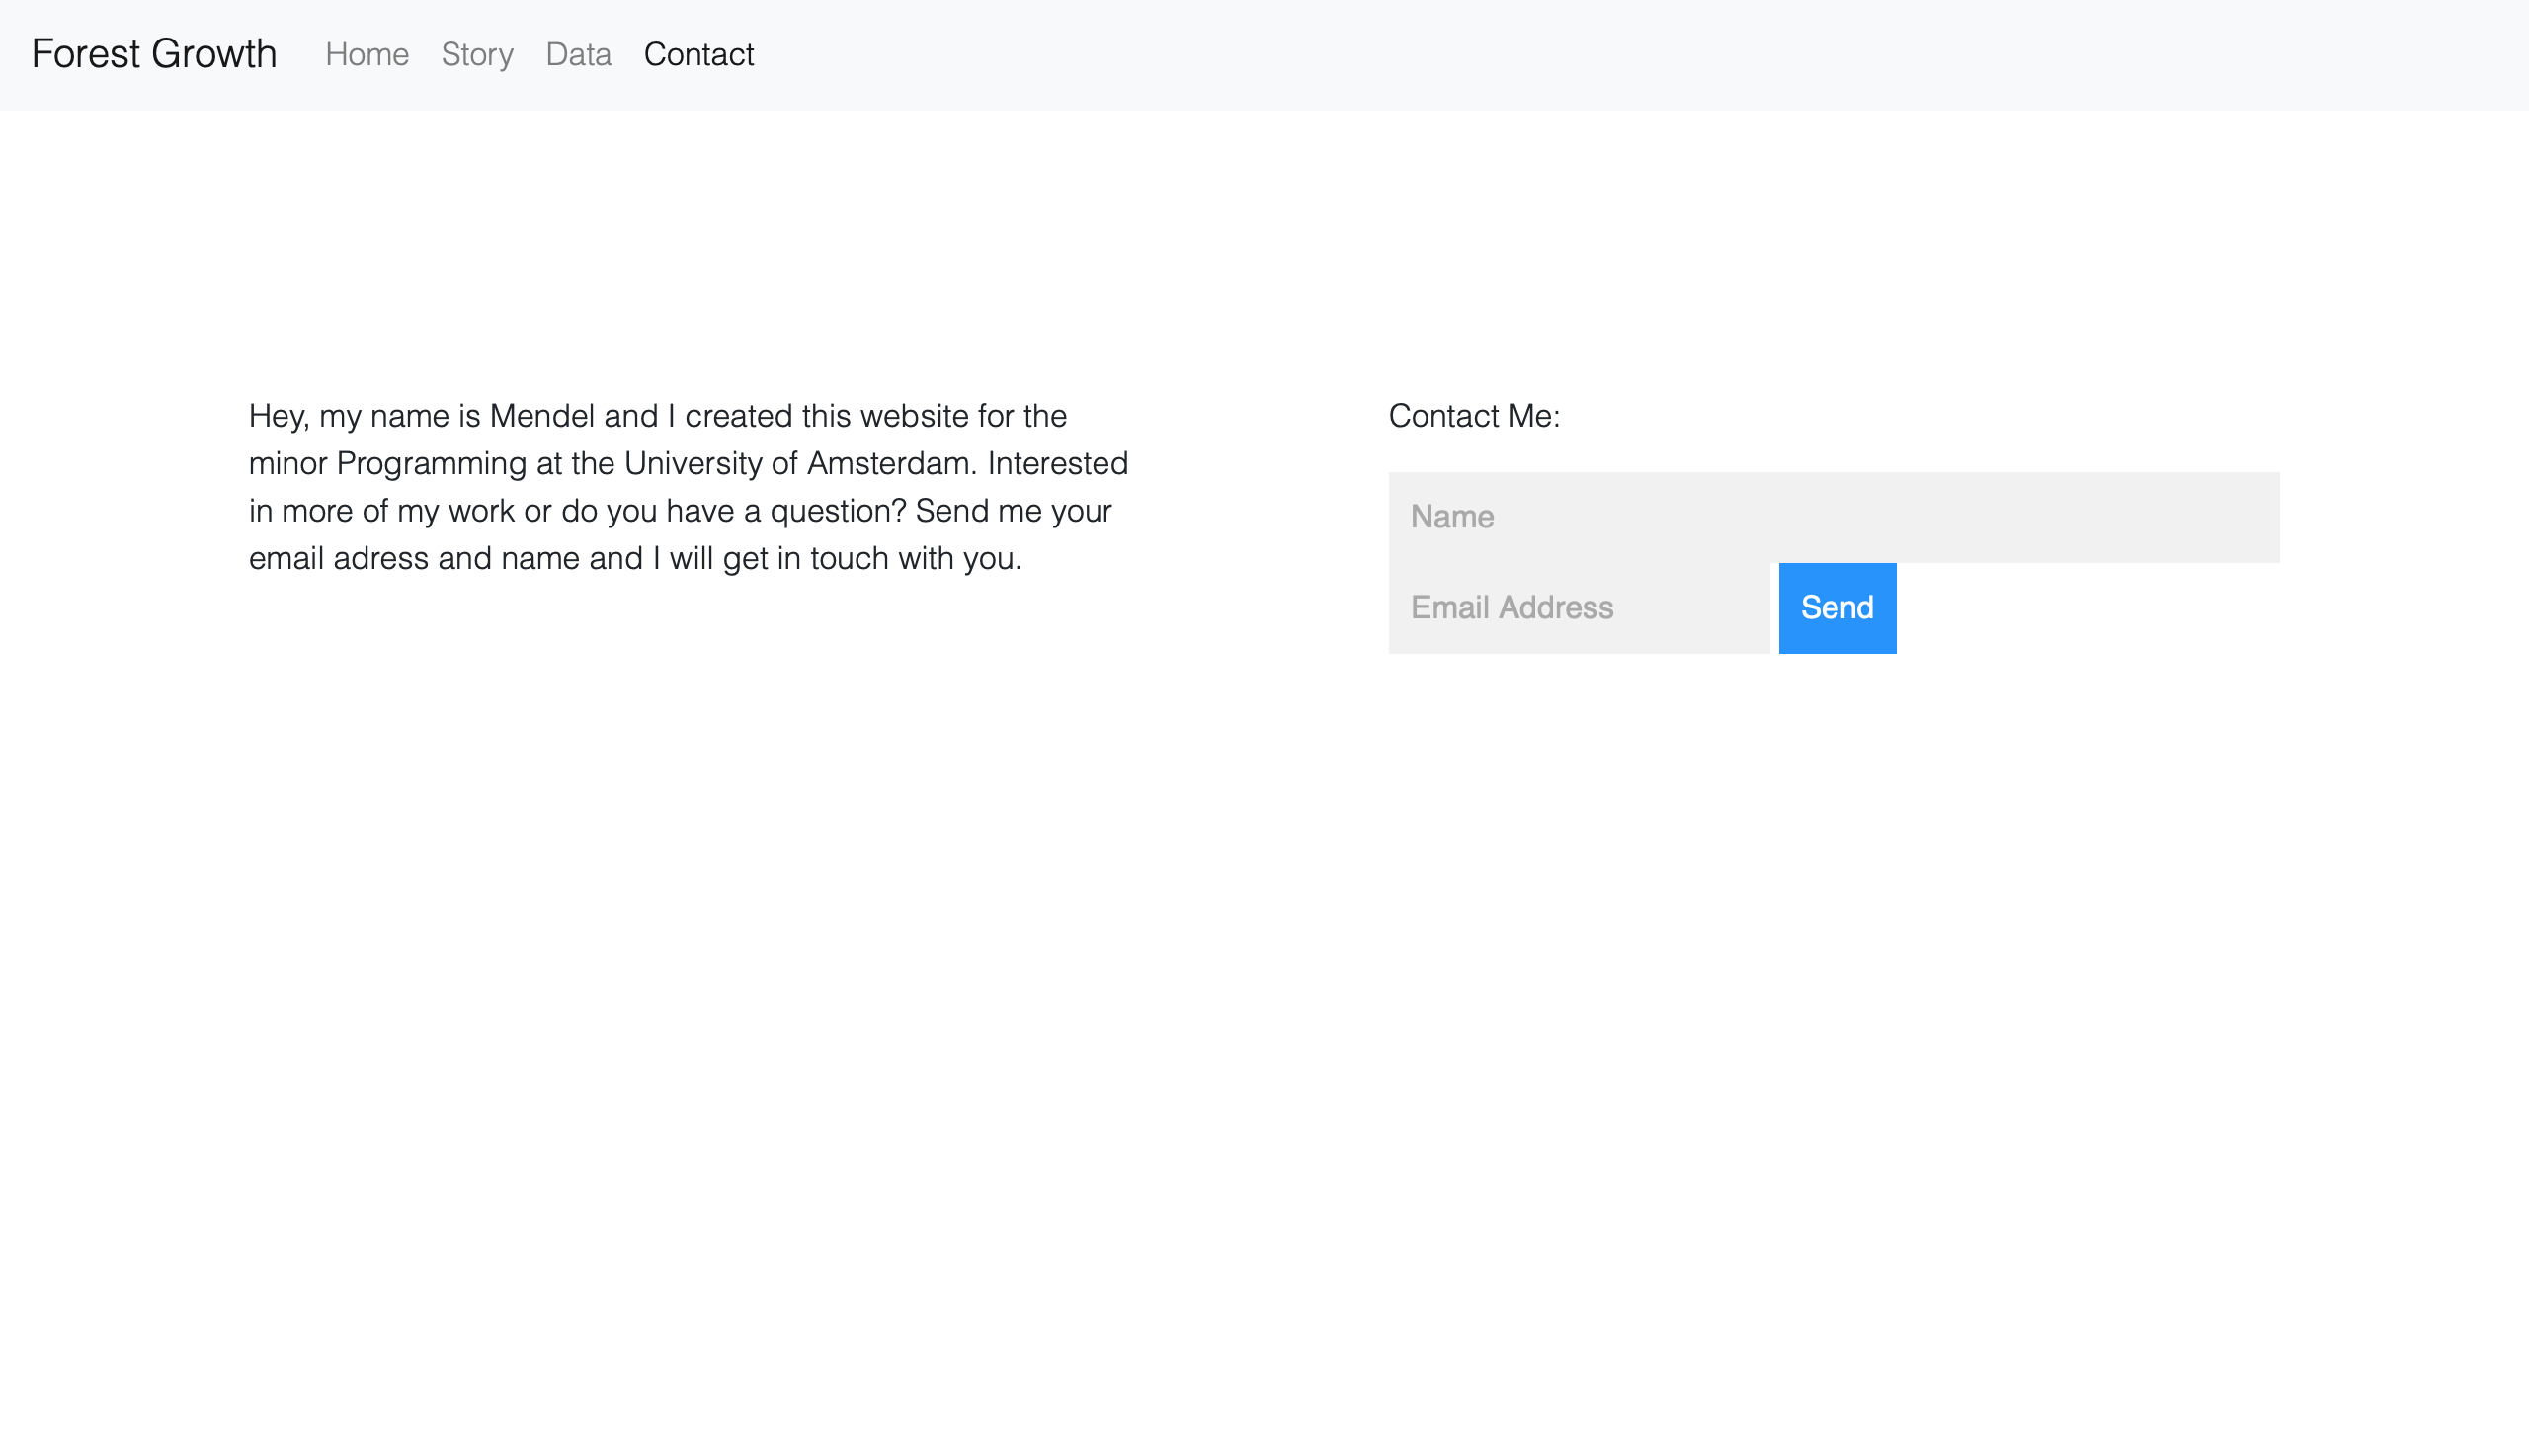 Forest Growth Home Story Data Contact
Hey, my name is Mendel and I created this website for the
minor Programming at the University of Amsterdam. Interested
in more of my work or do you have a question? Send me your
email adress and name and I will get in touch with you.
Contact Me:
Name
Email Address Send